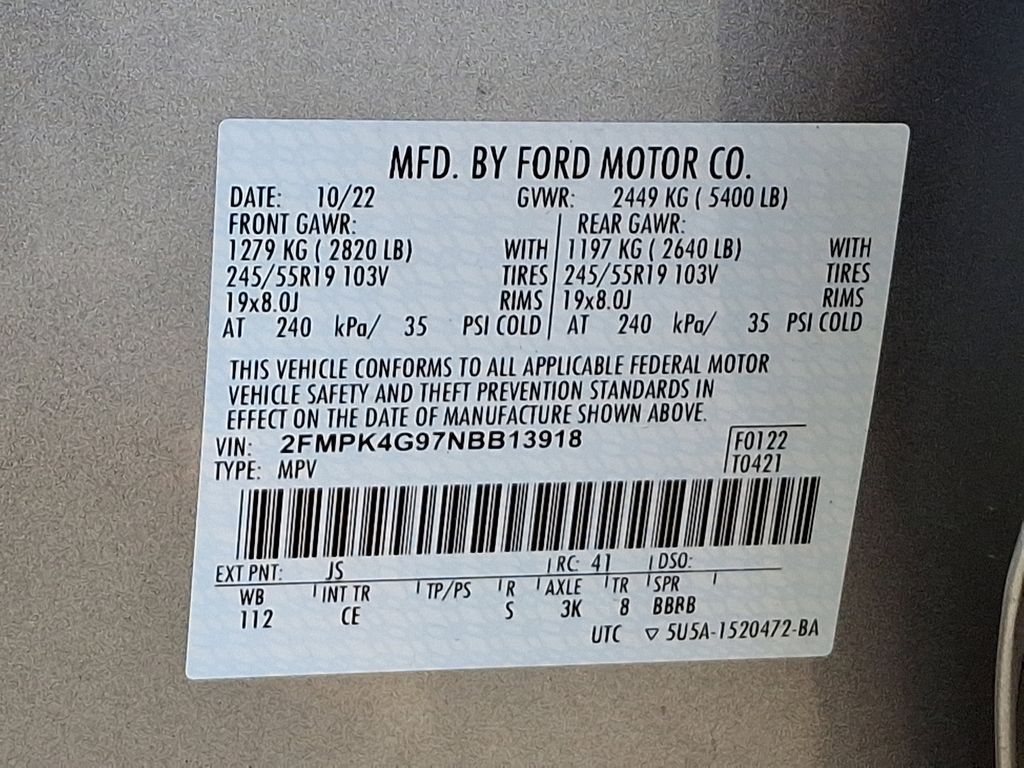 MFD. BY FORD MOTOR CO.
DATE: 10/22 GVWR: 2449 KG ( 5400 LB)
FRONT GAWR: REAR GAWR:
1279 KG ( 2820 LB) WITH 1197 KG ( 2640 LB) WITH
245/55R19 103V TIRES 245/55R19 103V TIRES
19x8.0J RIMS 19x8.0J RIMS
AT 240 kPa/ 35 PSI COLD AT 240 kPa/ 35 PSI COLD
THIS VEHICLE CONFORMS TO ALL APPLICABLE FEDERAL MOTOR
VEHICLE SAFETY AND THEFT PREVENTION STANDARDS IN
EFFECT ON THE DATE OF MANUFACTURE SHOWN ABOVE.
VIN: 2FMPK4G97NBB13918 F0122
TYPE: MPV T0421
EXT PNT: JS RC: 41 DSO:
WB INT TR TP/PS R AXLE TR SPR
112 CE S 3K 8 BBRB
UTC ▽ 5U5A-1520472-BA